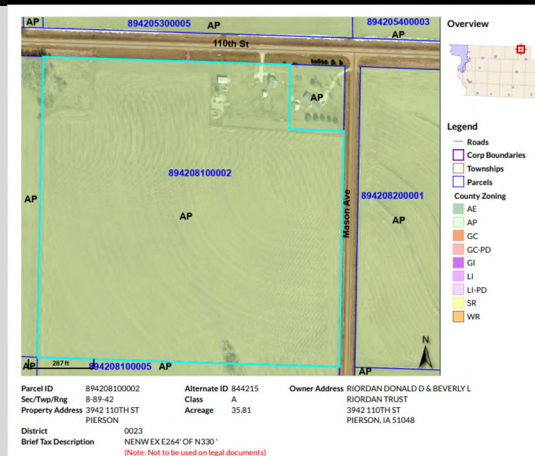 AP
894205300005
AP
894205400003
AP
110th St
AP
894208100002
AP
AP
894208200001
AP
Mason Ave
N
287 ft
AP
894208100005
AP
AP
Overview
Legend
Roads
Corp Boundaries
Townships
Parcels
County Zoning
AE
AP
GC
GC-PD
GI
LI
LI-PD
SR
WR
Parcel ID 894208100002 Alternate ID 844215 Owner Address RIORDAN DONALD D & BEVERLY L
Sec/Twp/Rng 8-89-42 Class A RIORDAN TRUST
Property Address 3942 110TH ST Acreage 35.81 3942 110TH ST
PIERSON PIERSON, IA 51048
District 0023
Brief Tax Description NENW EX E264' OF N330 '
(Note: Not to be used on legal documents)